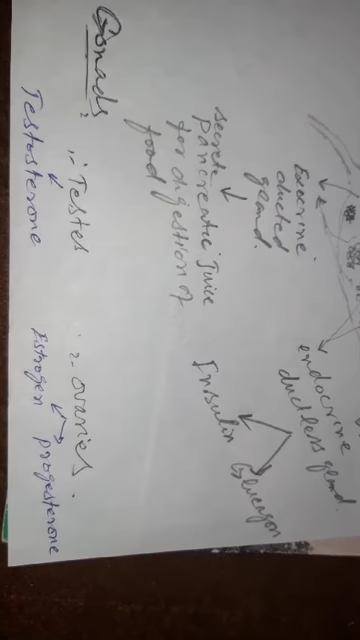 Exocrine
ducted
gland.
endocrine
ductless gland.
secrete
Pancreatic Juice
for digestion of
food
Insulin
Glucagon
Gonads:
1- Testes
2- ovaries.
Testosterone
Estrogen
progesterone